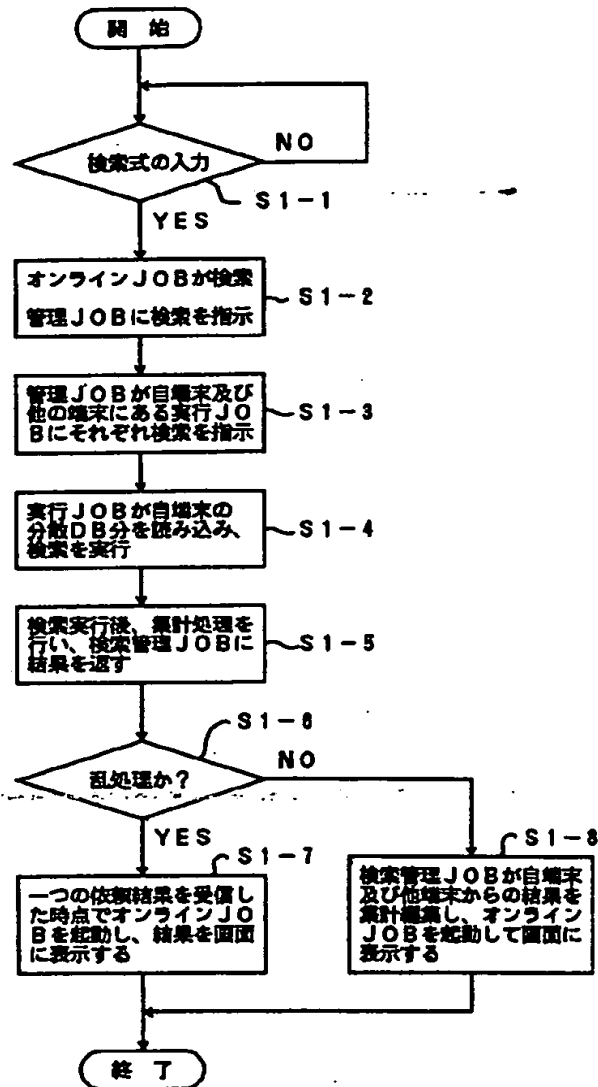 開 始
NO
検索式の入力
S1-1
YES
オンラインJOBが検索
管理JOBに検索を指示
S1-2
管理JOBが自端末及び
他の端末にある実行JO
Bにそれぞれ検索を指示
S1-3
実行JOBが自端末の
分散DB分を読み込み、
検索を実行
S1-4
検索実行後、集計処理を
行い、検索管理JOBに
結果を返す
S1-5
S1-6
乱処理か?
NO
YES
S1-7
一つの依頼結果を受信し
た時点でオンラインJO
Bを起動し、結果を画面
に表示する
S1-8
検索管理JOBが自端末
及び他端末からの結果を
集計編集し、オンライン
JOBを起動して画面に
表示する
終 了